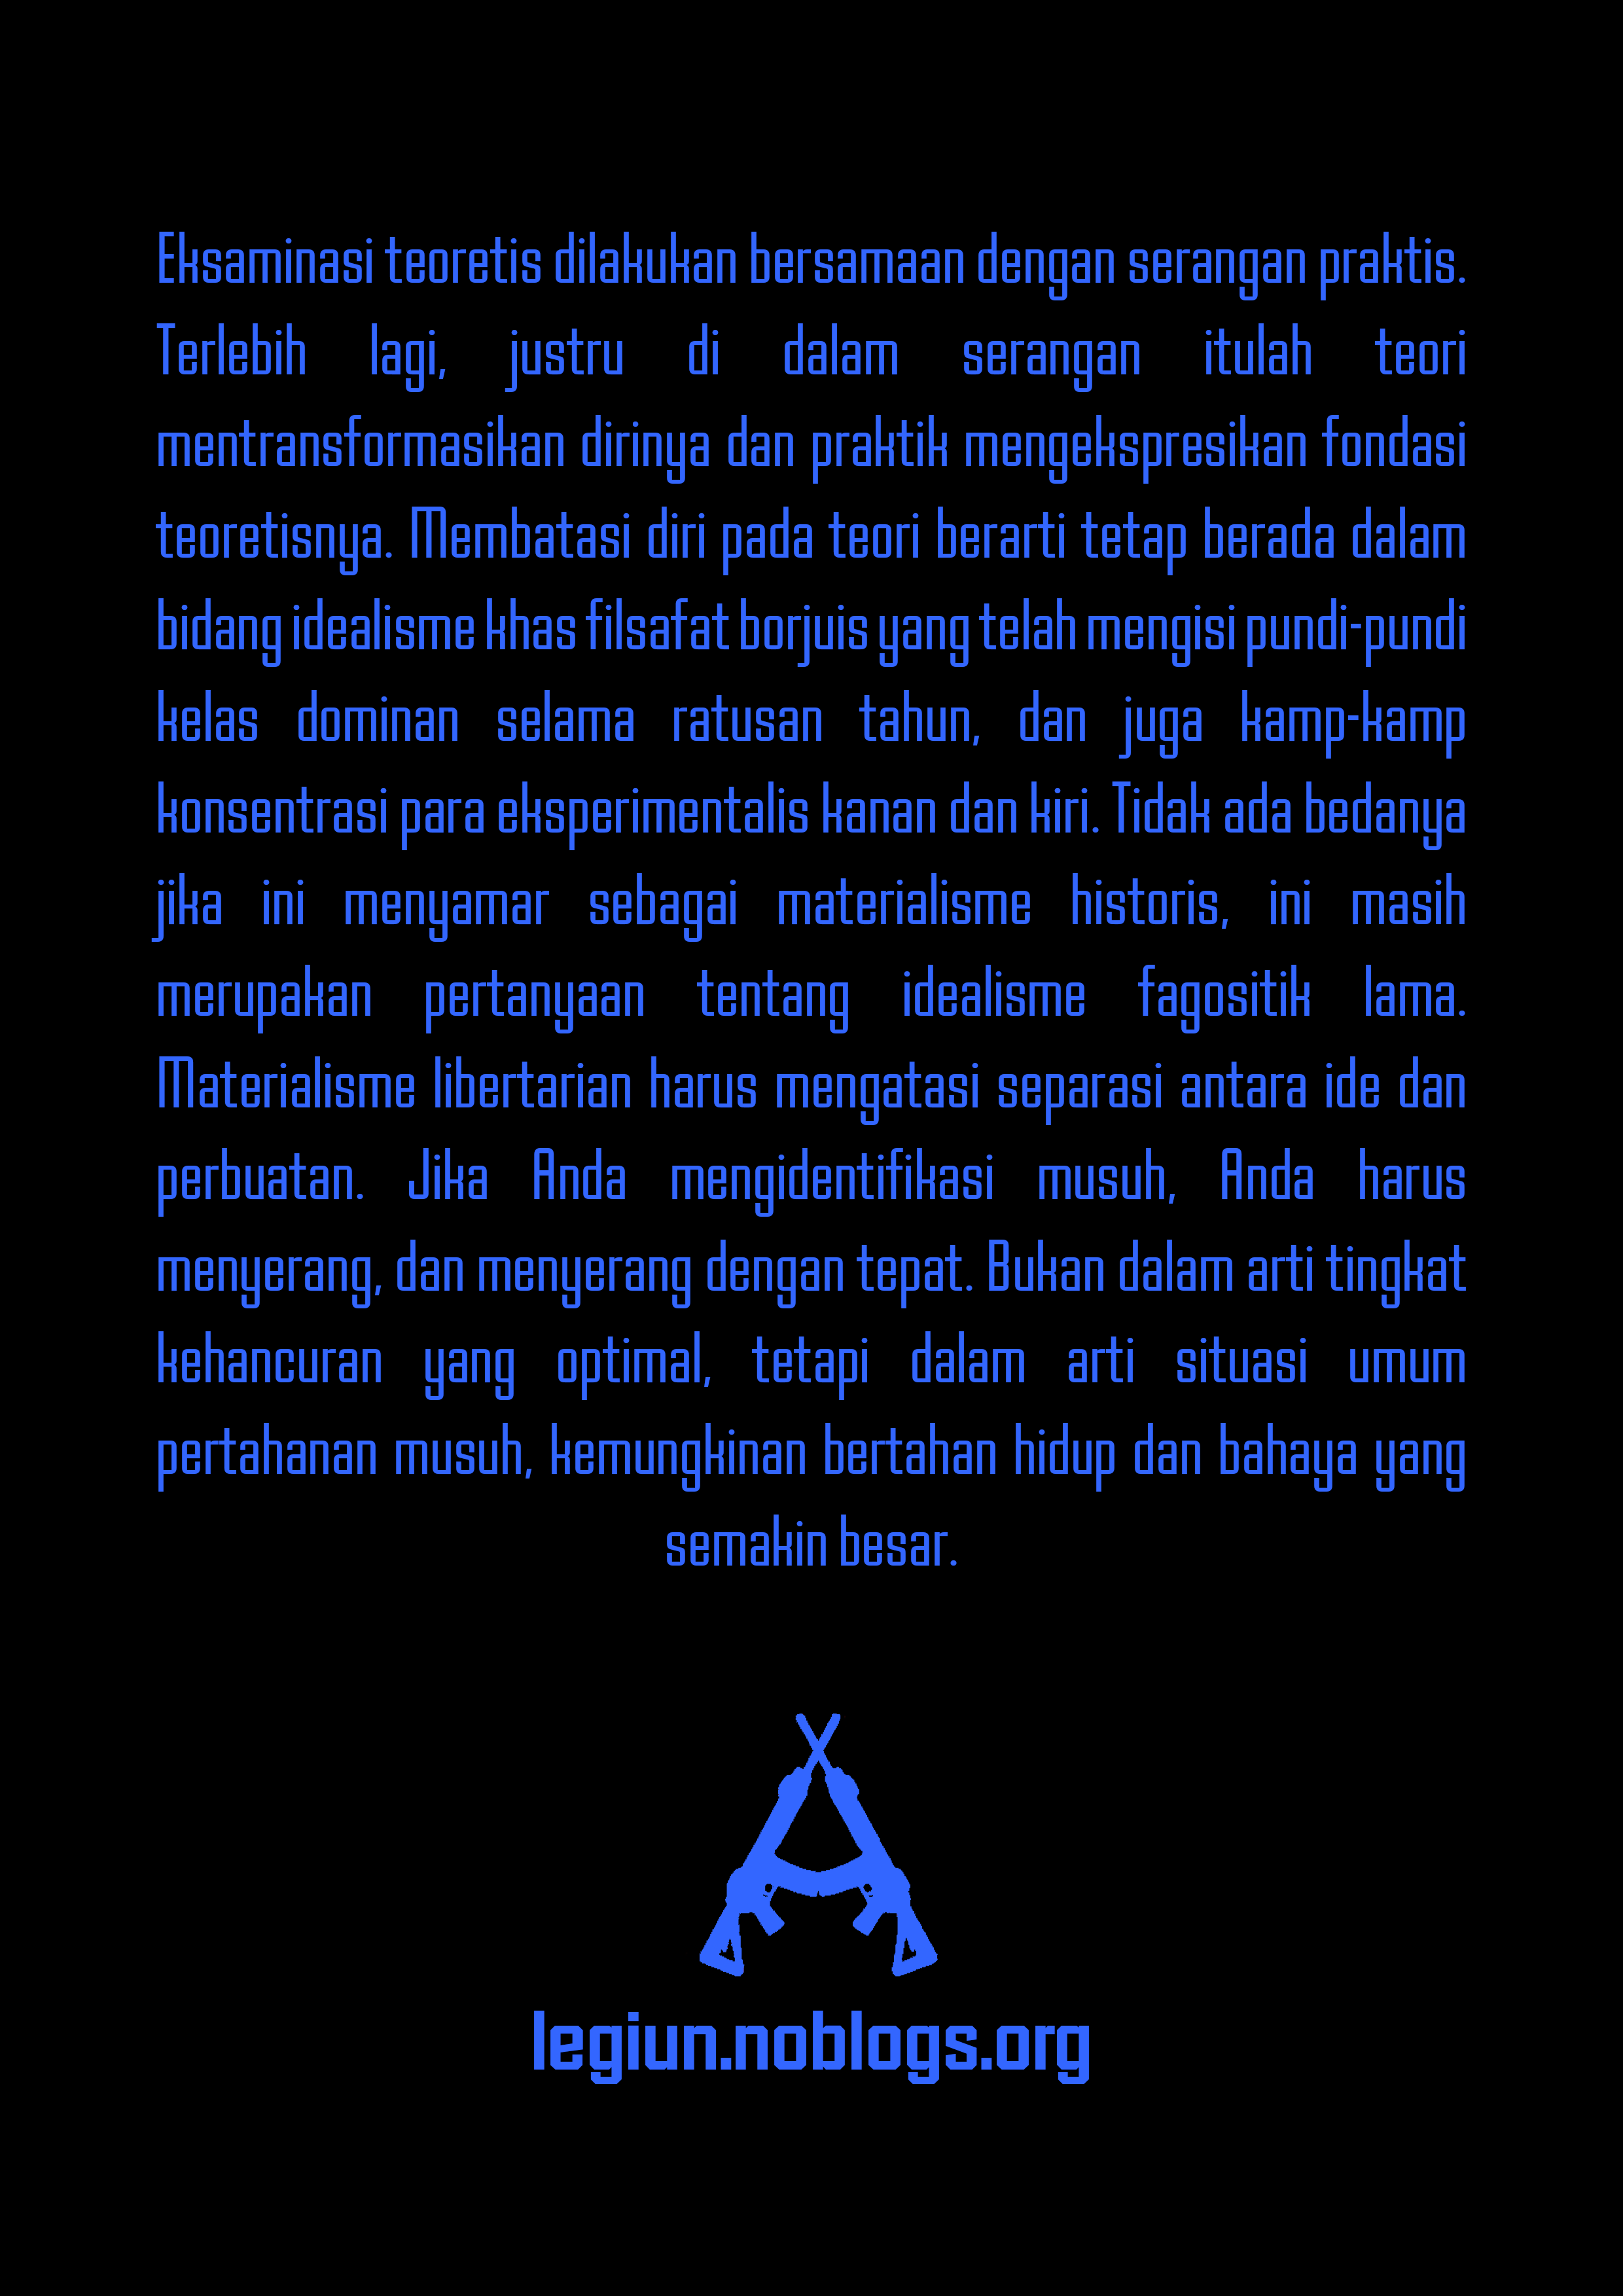 Eksaminasi teoretis dilakukan bersamaan dengan serangan praktis.
Terlebih lagi, justru di dalam serangan itulah teori
mentransformasikan dirinya dan praktik mengekspresikan fondasi
teoretisnya. Membatasi diri pada teori berarti tetap berada dalam
bidang idealisme khas filsafat borjuis yang telah mengisi pundi-pundi
kelas dominan selama ratusan tahun, dan juga kamp-kamp
konsentrasi para eksperimentalis kanan dan kiri. Tidak ada bedanya
jika ini menyamar sebagai materialisme historis, ini masih
merupakan pertanyaan tentang idealisme fagositik lama.
Materialisme libertarian harus mengatasi separasi antara ide dan
perbuatan. Jika Anda mengidentifikasi musuh, Anda harus
menyerang, dan menyerang dengan tepat. Bukan dalam arti tingkat
kehancuran yang optimal, tetapi dalam arti situasi umum
pertahanan musuh, kemungkinan bertahan hidup dan bahaya yang
semakin besar.
legiun.noblogs.org